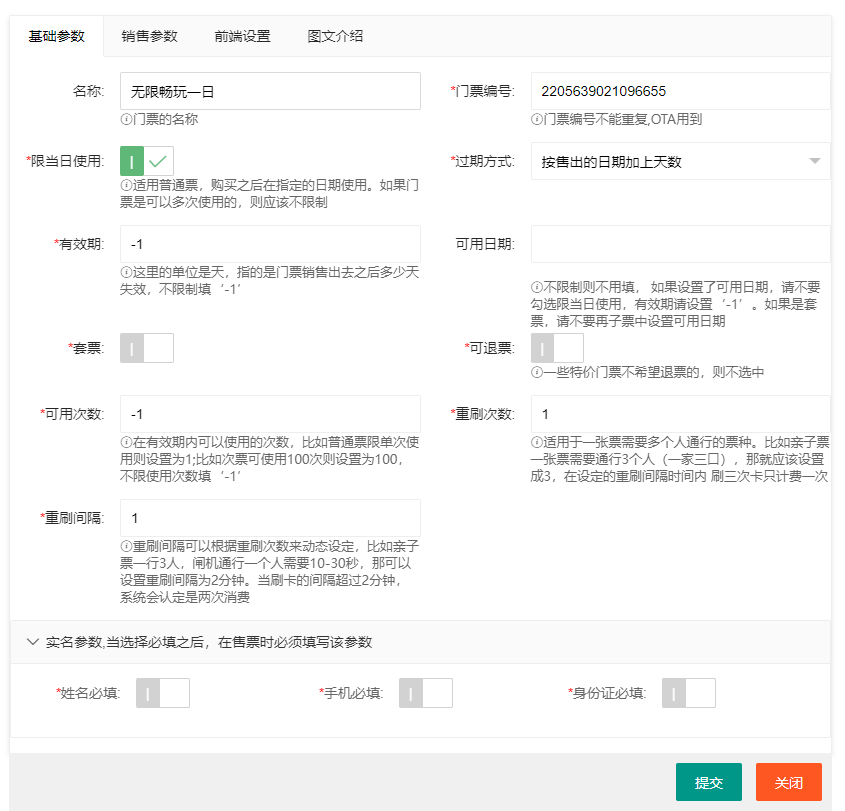 基础参数 销售参数 前端设置 图文介绍
名称: 无限畅玩一日 *门票编号: 2205639021096655
门票的名称 门票编号不能重复,OTA用到
*限当日使用: *过期方式: 按售出的日期加上天数
适用普通票，购买之后在指定的日期使用。如果门
票是可以多次使用的，则应该不限制
*有效期: -1 可用日期:
这里的单位是天，指的是门票销售出去之后多少天
失效，不限制填‘-1’
不限制则不用填， 如果设置了可用日期，请不要
勾选限当日使用，有效期请设置‘-1’。如果是套
票，请不要再子票中设置可用日期
*套票: *可退票:
一些特价门票不希望退票的，则不选中
*可用次数: -1 *重刷次数: 1
在有效期内可以使用的次数，比如普通票限单次使
用则设置为1;比如次票可使用100次则设置为100，
不限使用次数填‘-1’
适用于一张票需要多个人通行的票种。比如亲子票
一张票需要通行3个人（一家三口），那就应该设置
成3，在设定的重刷间隔时间内 刷三次卡只计费一次
*重刷间隔: 1
重刷间隔可以根据重刷次数来动态设定，比如亲子
票一行3人，闸机通行一个人需要10-30秒，那可以
设置重刷间隔为2分钟。当刷卡的间隔超过2分钟，
系统会认定是两次消费
实名参数,当选择必填之后，在售票时必须填写该参数
*姓名必填: *手机必填: *身份证必填:
提交 关闭